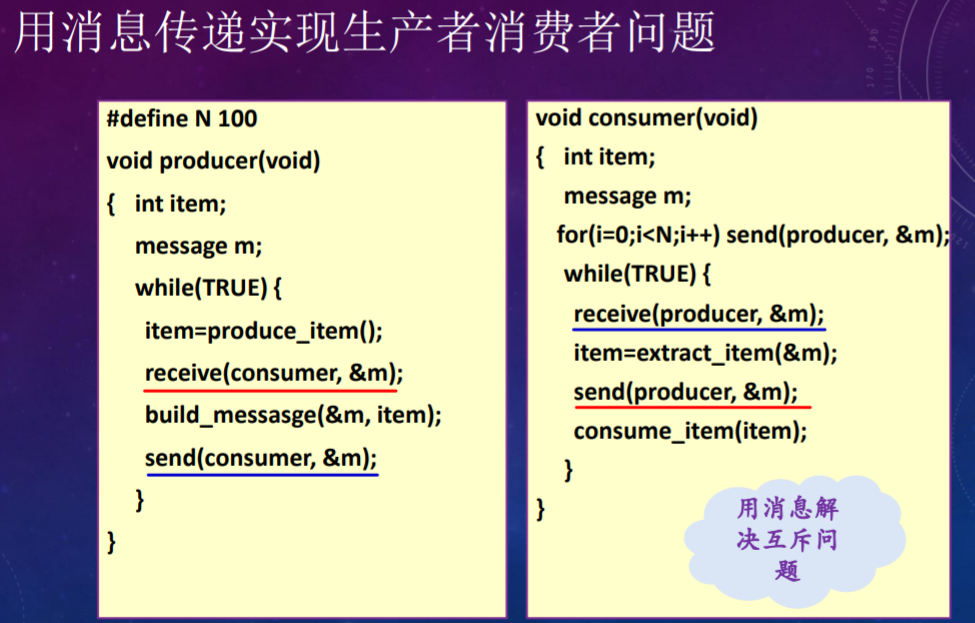 用消息传递实现生产者消费者问题
#define N 100
void producer(void)
{ int item;
message m;
while(TRUE) {
item=produce_item();
receive(consumer, &m);
build_messasge(&m, item);
send(consumer, &m);
}
}
void consumer(void)
{ int item;
message m;
for(i=0;i<N;i++) send(producer, &m);
while(TRUE) {
receive(producer, &m);
item=extract_item(&m);
send(producer, &m);
consume_item(item);
}
}
用消息解
决互斥问
题